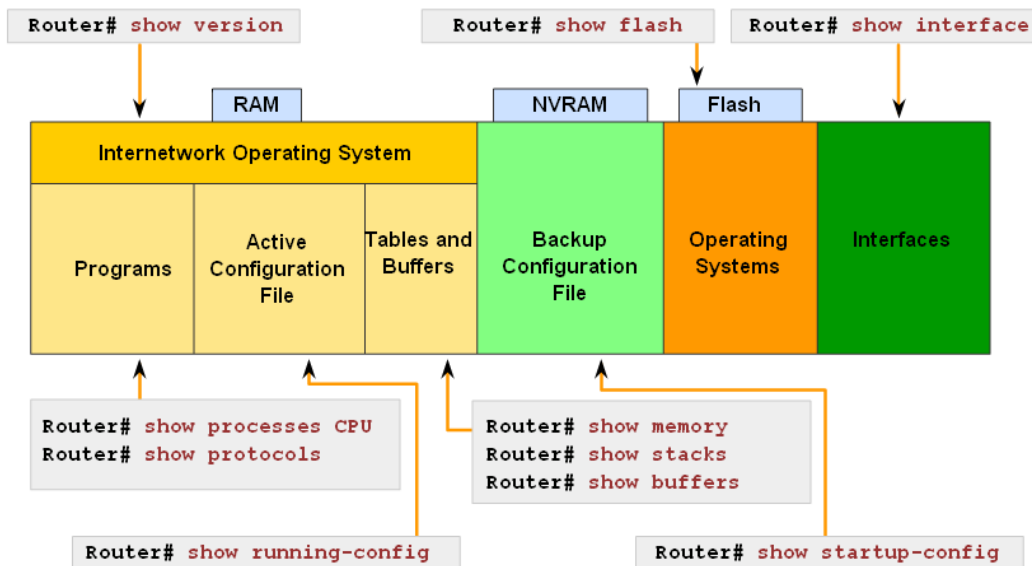 Router# show version
Router# show flash
Router# show interface
RAM
NVRAM
Flash
Internetwork Operating System
Programs
Active
Configuration
File
Tables and
Buffers
Backup
Configuration
File
Operating
Systems
Interfaces
Router# show processes CPU
Router# show protocols
Router# show memory
Router# show stacks
Router# show buffers
Router# show running-config
Router# show startup-config